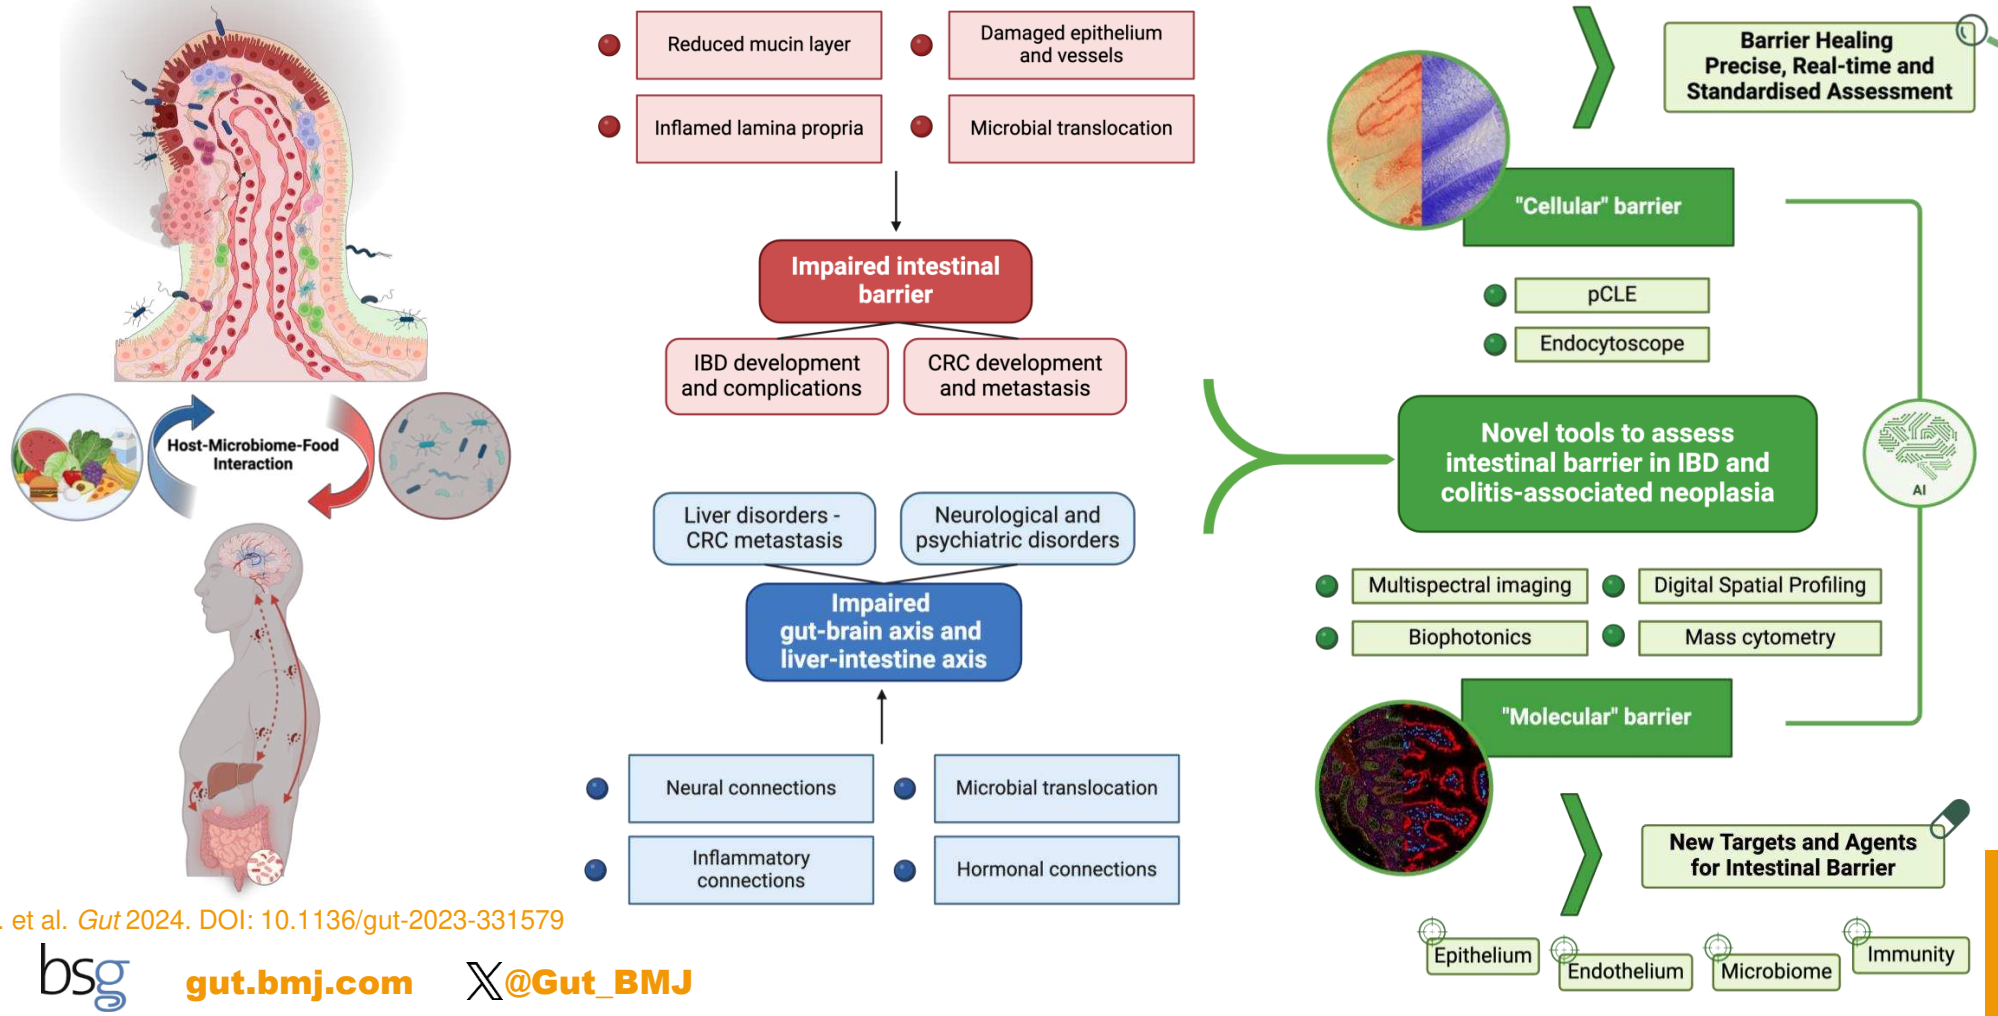 Reduced mucin layer
Damaged epithelium
and vessels
Inflamed lamina propria
Microbial translocation
Impaired intestinal
barrier
IBD development
and complications
CRC development
and metastasis
Host-Microbiome-Food
Interaction
Liver disorders -
CRC metastasis
Neurological and
psychiatric disorders
Impaired
gut-brain axis and
liver-intestine axis
Neural connections
Microbial translocation
Inflammatory
connections
Hormonal connections
Barrier Healing
Precise, Real-time and
Standardised Assessment
"Cellular" barrier
pCLE
Endocytoscope
Novel tools to assess
intestinal barrier in IBD and
colitis-associated neoplasia
AI
Multispectral imaging
Digital Spatial Profiling
Biophotonics
Mass cytometry
"Molecular" barrier
New Targets and Agents
for Intestinal Barrier
Epithelium
Endothelium
Microbiome
Immunity
. et al. Gut 2024. DOI: 10.1136/gut-2023-331579
bsg
gut.bmj.com
X@Gut_BMJ